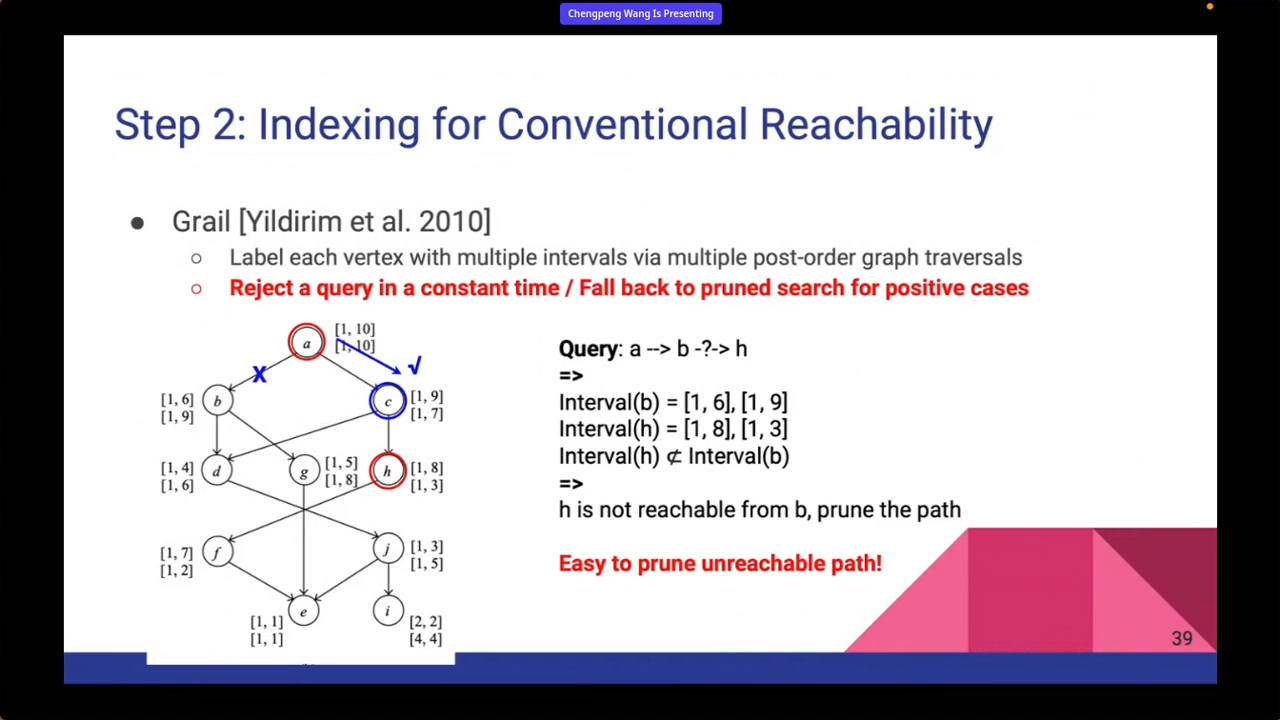 Chengpeng Wang Is Presenting
Step 2: Indexing for Conventional Reachability
● Grail [Yildirim et al. 2010]
○ Label each vertex with multiple intervals via multiple post-order graph traversals
○ Reject a query in a constant time / Fall back to pruned search for positive cases
a
[1, 10]
[1, 10]
X
√
[1, 6]
[1, 9]
b
c
[1, 9]
[1, 7]
[1, 4]
[1, 6]
d
g
[1, 5]
[1, 8]
h
[1, 8]
[1, 3]
[1, 7]
[1, 2]
f
j
[1, 3]
[1, 5]
[1, 1]
[1, 1]
e
i
[2, 2]
[4, 4]
Query: a --> b -?-> h
=>
Interval(b) = [1, 6], [1, 9]
Interval(h) = [1, 8], [1, 3]
Interval(h) ⊄ Interval(b)
=>
h is not reachable from b, prune the path
Easy to prune unreachable path!
39